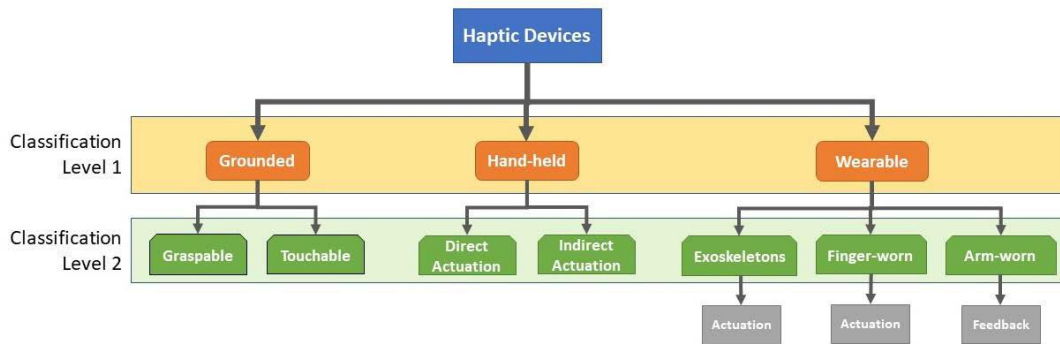 Haptic Devices
Classification
Level 1
Grounded
Hand-held
Wearable
Classification
Level 2
Graspable
Touchable
Direct
Actuation
Indirect
Actuation
Exoskeletons
Finger-worn
Arm-worn
Actuation
Actuation
Feedback